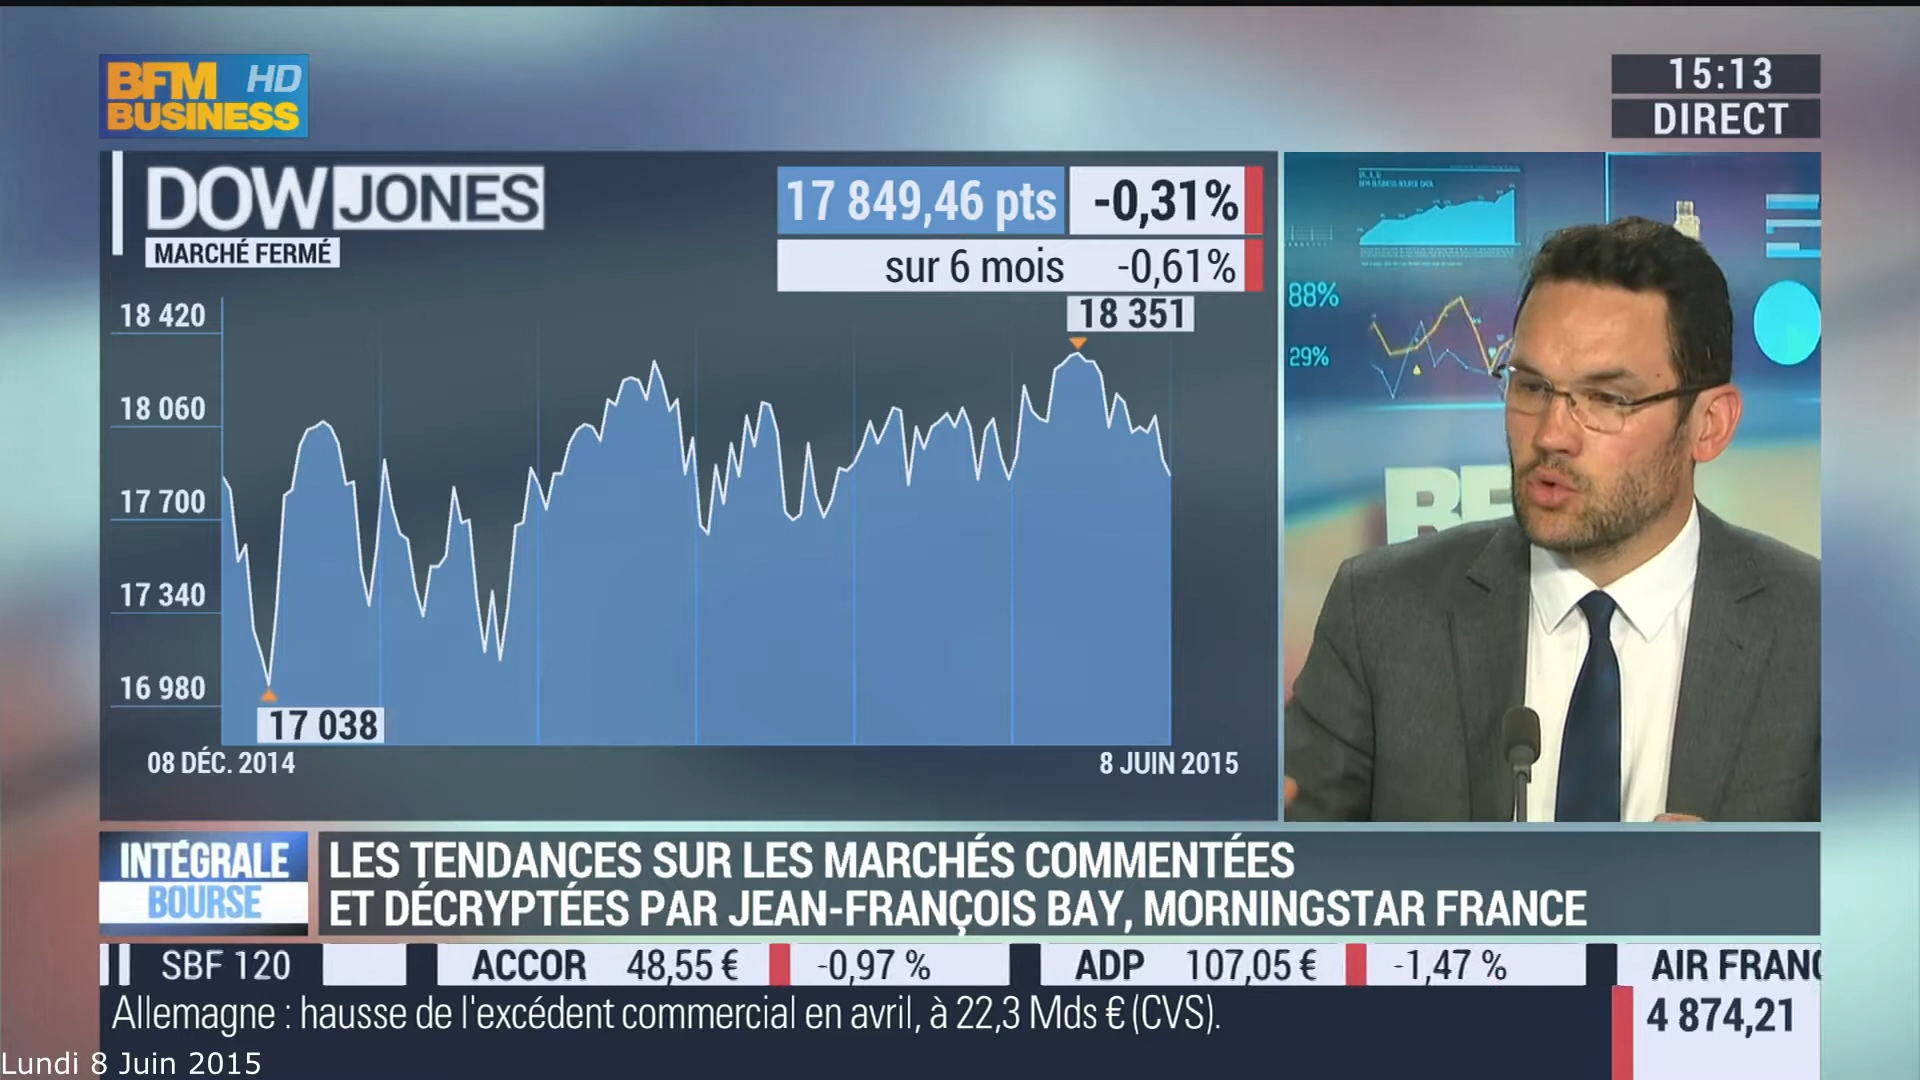 BFM HD
BUSINESS
15:13
DIRECT
DOW JONES
MARCHÉ FERMÉ
17 849,46 pts -0,31%
sur 6 mois -0,61%
18 351
18 420
18 060
17 700
17 340
16 980
17 038
08 DÉC. 2014
8 JUIN 2015
88%
29%
INTÉGRALE
BOURSE
LES TENDANCES SUR LES MARCHÉS COMMENTÉES
ET DÉCRYPTÉES PAR JEAN-FRANÇOIS BAY, MORNINGSTAR FRANCE
SBF 120 ACCOR 48,55 € -0,97 % ADP 107,05 € -1,47 % AIR FRANC
Allemagne : hausse de l'excédent commercial en avril, à 22,3 Mds € (CVS).
4 874,21
Lundi 8 Juin 2015